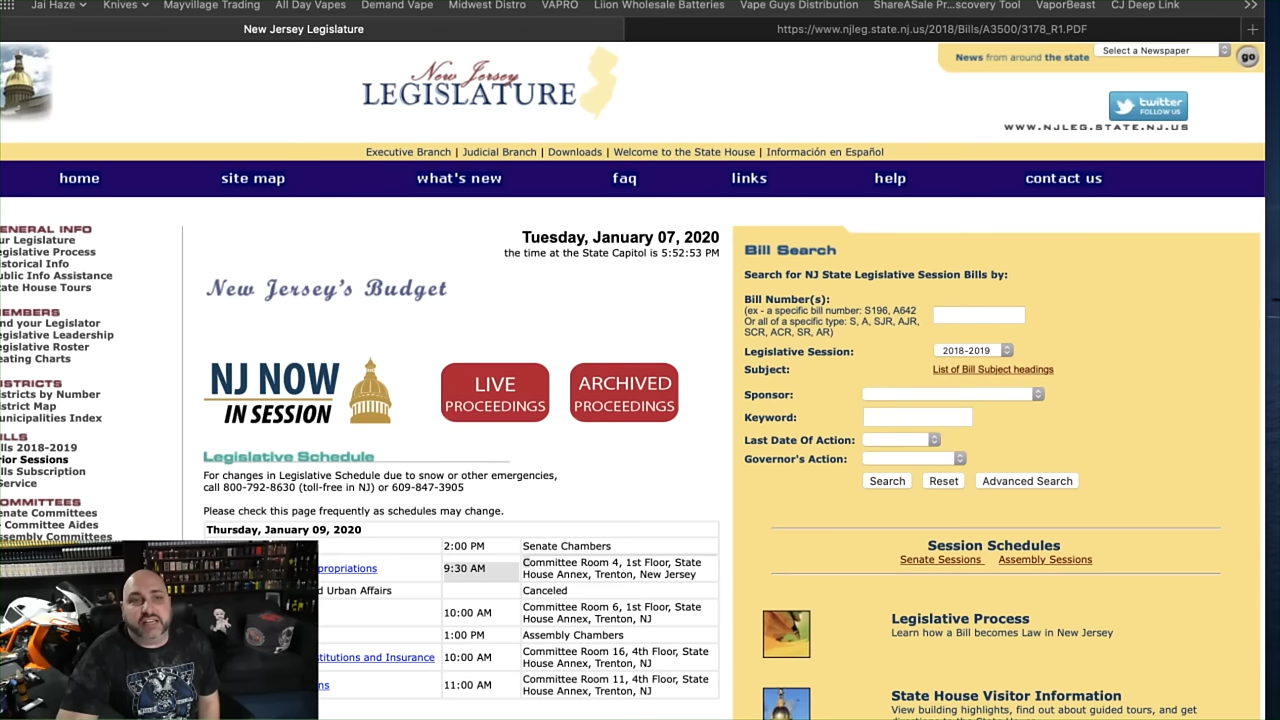 Jai Haze
Knives
Mayvillage Trading
All Day Vapes
Demand Vape
Midwest Distro
VAPRO
Liion Wholesale Batteries
Vape Guys Distribution
ShareASale Pr...scovery Tool
VaporBeast
CJ Deep Link
New Jersey Legislature
https://www.njleg.state.nj.us/2018/Bills/A3500/3178_R1.PDF
New Jersey
LEGISLATURE
News from around the state
Select a Newspaper
go
twitter
FOLLOW US
WWW.NJLEG.STATE.NJ.US
Executive Branch | Judicial Branch | Downloads | Welcome to the State House | Información en Español
home
site map
what's new
faq
links
help
contact us
ENERAL INFO
ur Legislature
egislative Process
istorical Info
ublic Info Assistance
tate House Tours
EMBERS
nd your Legislator
egislative Leadership
egislative Roster
eating Charts
ISTRICTS
stricts by Number
strict Map
unicipalities Index
LLS
lls 2018-2019
rior Sessions
lls Subscription
Service
OMMITTEES
enate Committees
Committee Aides
ssembly Committees
Tuesday, January 07, 2020
the time at the State Capitol is 5:52:53 PM
New Jersey's Budget
NJ NOW
IN SESSION
LIVE
PROCEEDINGS
ARCHIVED
PROCEEDINGS
Legislative Schedule
For changes in Legislative Schedule due to snow or other emergencies,
call 800-792-8630 (toll-free in NJ) or 609-847-3905
Please check this page frequently as schedules may change.
Thursday, January 09, 2020
2:00 PM Senate Chambers
propriations 9:30 AM Committee Room 4, 1st Floor, State
House Annex, Trenton, New Jersey
d Urban Affairs Canceled
10:00 AM Committee Room 6, 1st Floor, State
House Annex, Trenton, NJ
1:00 PM Assembly Chambers
stitutions and Insurance 10:00 AM Committee Room 16, 4th Floor, State
House Annex, Trenton, NJ
ns 11:00 AM Committee Room 11, 4th Floor, State
House Annex, Trenton, NJ
Bill Search
Search for NJ State Legislative Session Bills by:
Bill Number(s):
(ex - a specific bill number: S196, A642
Or all of a specific type: S, A, SJR, AJR,
SCR, ACR, SR, AR)
Legislative Session: 2018-2019
Subject: List of Bill Subject headings
Sponsor:
Keyword:
Last Date Of Action:
Governor's Action:
Search
Reset
Advanced Search
Session Schedules
Senate Sessions
Assembly Sessions
Legislative Process
Learn how a Bill becomes Law in New Jersey
State House Visitor Information
View building highlights, find out about guided tours, and get